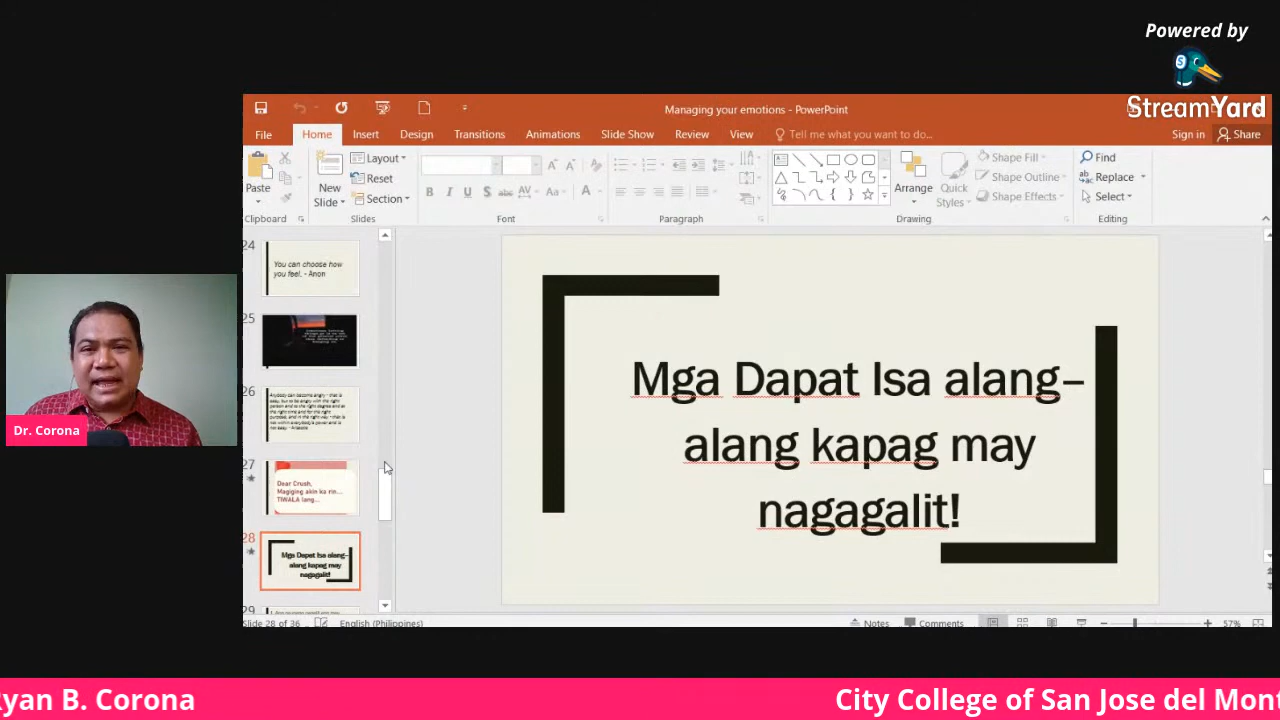 Powered by
StreamYard
Managing your emotions - PowerPoint
File Home Insert Design Transitions Animations Slide Show Review View Tell me what you want to do... Sign in Share
Paste
New
Slide
Layout
Reset
Section
Arrange
Quick
Styles
Shape Fill
Shape Outline
Shape Effects
Find
Replace
Select
Clipboard Slides Font Paragraph Drawing Editing
24
You can choose how
you feel. - Anon
25
26
27
Dear Crush,
Magiging akin ka rin...
TIWALA lang...
28
Mga Dapat Isa alang-
alang kapag may
nagagalit!
29
Mga Dapat Isa alang–
alang kapag may
nagagalit!
Dr. Corona
Slide 28 of 36 English (Philippines) Notes Comments 57%
yan B. Corona
City College of San Jose del Mont